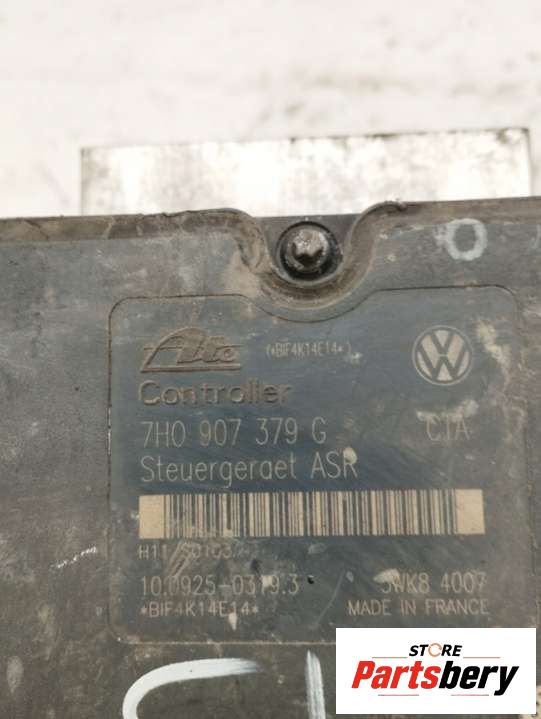 Ate (*BIF4K14E14*)
Controller
7H0 907 379 G C1A
Steuergeraet ASR
10.0925-0319.3 5WK8 4007
*BIF4K14E14* MADE IN FRANCE
STORE
Partsbery